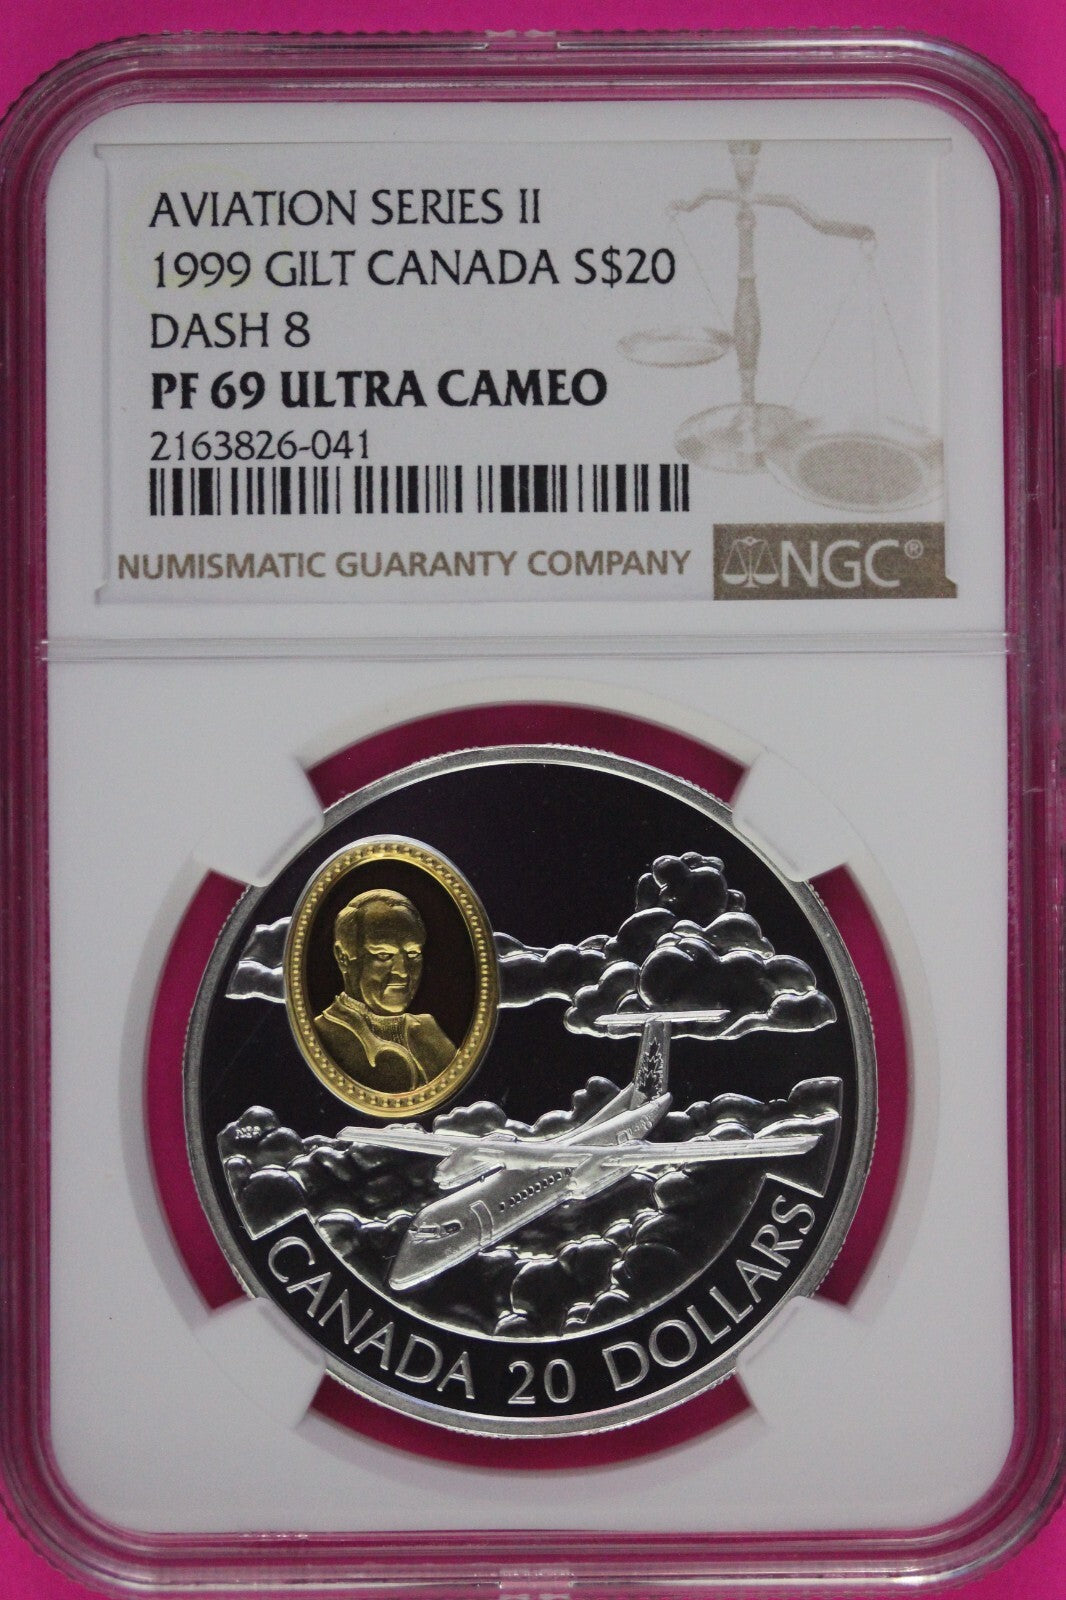 AVIATION SERIES II
1999 GILT CANADA S$20
DASH 8
PF 69 ULTRA CAMEO
2163826-041
NUMISMATIC GUARANTY COMPANY
NGC®
CANADA 20 DOLLARS